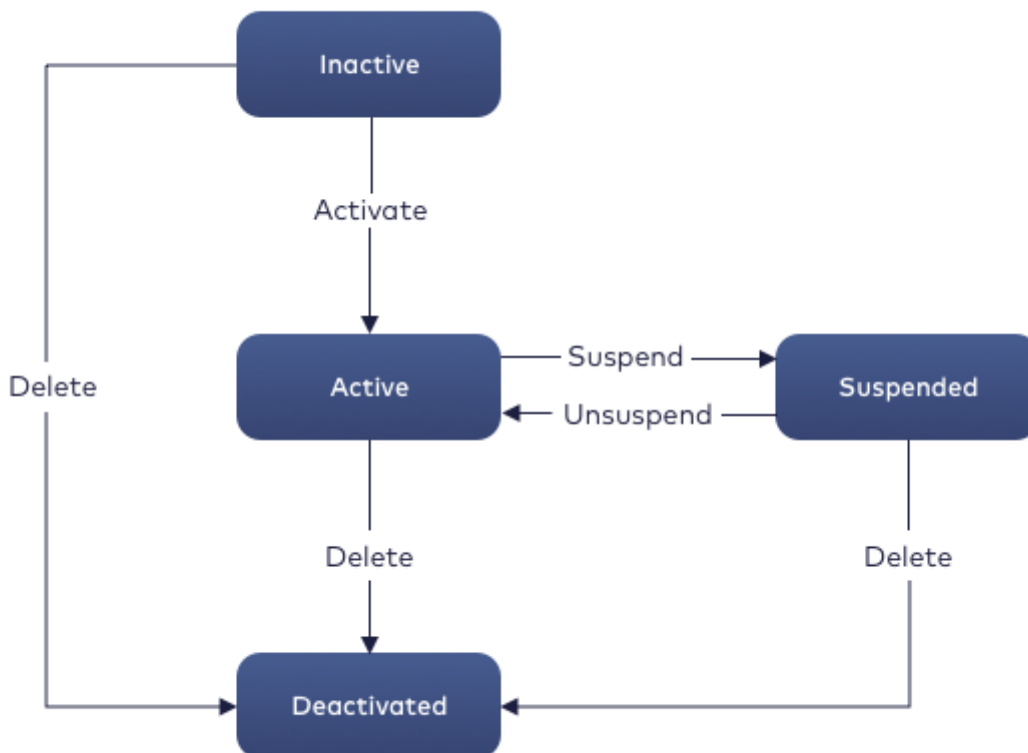 Inactive
Activate
Delete
Active
Suspend
Unsuspend
Suspended
Delete
Delete
Deactivated